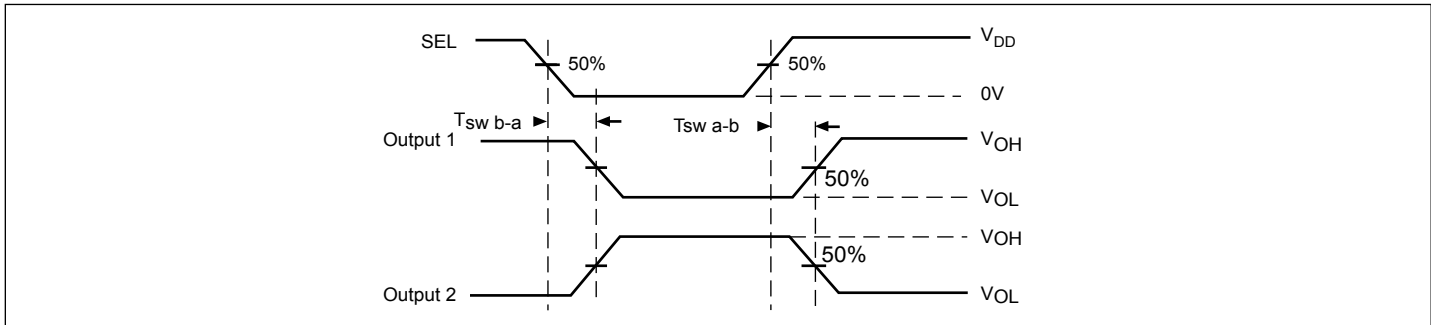 SEL
50%
50%
VDD
0V
Tsw b-a
Tsw a-b
Output 1
VOH
50%
VOL
VOH
50%
Output 2
VOL